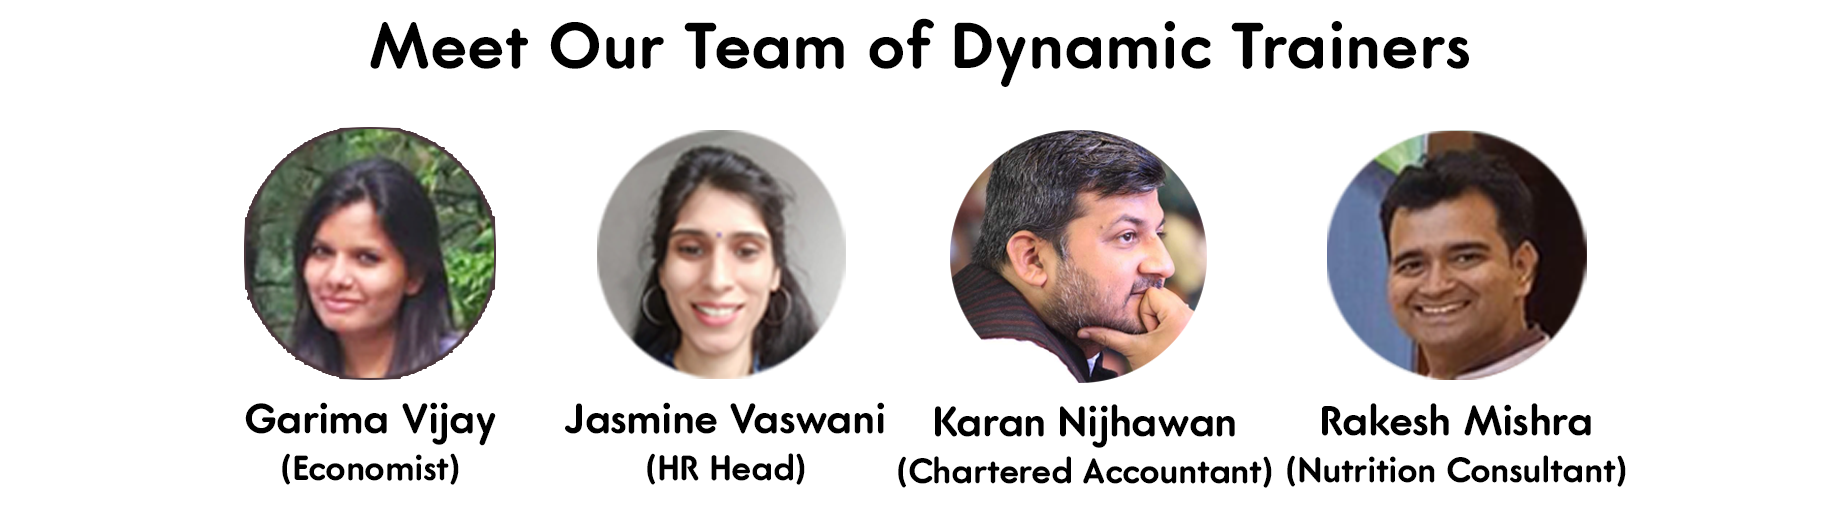 Meet Our Team of Dynamic Trainers
Garima Vijay
(Economist)
Jasmine Vaswani
(HR Head)
Karan Nijhawan
(Chartered Accountant)
Rakesh Mishra
(Nutrition Consultant)